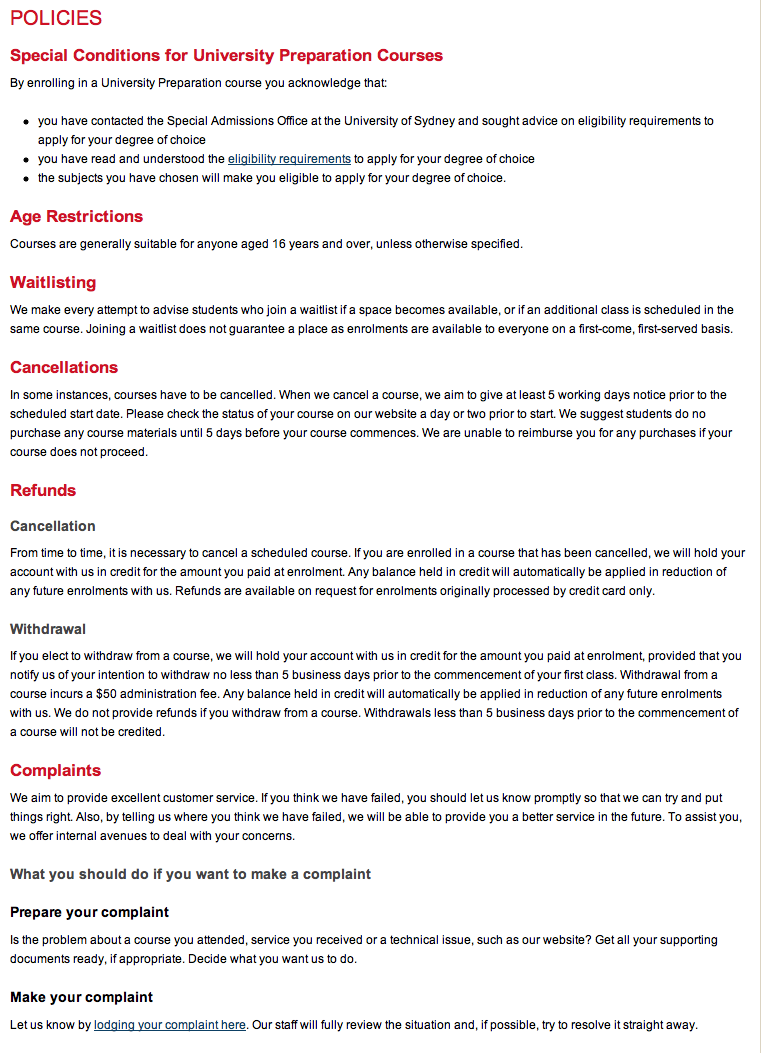 POLICIES
Special Conditions for University Preparation Courses
By enrolling in a University Preparation course you acknowledge that:
• you have contacted the Special Admissions Office at the University of Sydney and sought advice on eligibility requirements to
apply for your degree of choice
• you have read and understood the eligibility requirements to apply for your degree of choice
• the subjects you have chosen will make you eligible to apply for your degree of choice.
Age Restrictions
Courses are generally suitable for anyone aged 16 years and over, unless otherwise specified.
Waitlisting
We make every attempt to advise students who join a waitlist if a space becomes available, or if an additional class is scheduled in the
same course. Joining a waitlist does not guarantee a place as enrolments are available to everyone on a first-come, first-served basis.
Cancellations
In some instances, courses have to be cancelled. When we cancel a course, we aim to give at least 5 working days notice prior to the
scheduled start date. Please check the status of your course on our website a day or two prior to start. We suggest students do no
purchase any course materials until 5 days before your course commences. We are unable to reimburse you for any purchases if your
course does not proceed.
Refunds
Cancellation
From time to time, it is necessary to cancel a scheduled course. If you are enrolled in a course that has been cancelled, we will hold your
account with us in credit for the amount you paid at enrolment. Any balance held in credit will automatically be applied in reduction of
any future enrolments with us. Refunds are available on request for enrolments originally processed by credit card only.
Withdrawal
If you elect to withdraw from a course, we will hold your account with us in credit for the amount you paid at enrolment, provided that you
notify us of your intention to withdraw no less than 5 business days prior to the commencement of your first class. Withdrawal from a
course incurs a $50 administration fee. Any balance held in credit will automatically be applied in reduction of any future enrolments
with us. We do not provide refunds if you withdraw from a course. Withdrawals less than 5 business days prior to the commencement of
a course will not be credited.
Complaints
We aim to provide excellent customer service. If you think we have failed, you should let us know promptly so that we can try and put
things right. Also, by telling us where you think we have failed, we will be able to provide you a better service in the future. To assist you,
we offer internal avenues to deal with your concerns.
What you should do if you want to make a complaint
Prepare your complaint
Is the problem about a course you attended, service you received or a technical issue, such as our website? Get all your supporting
documents ready, if appropriate. Decide what you want us to do.
Make your complaint
Let us know by lodging your complaint here. Our staff will fully review the situation and, if possible, try to resolve it straight away.